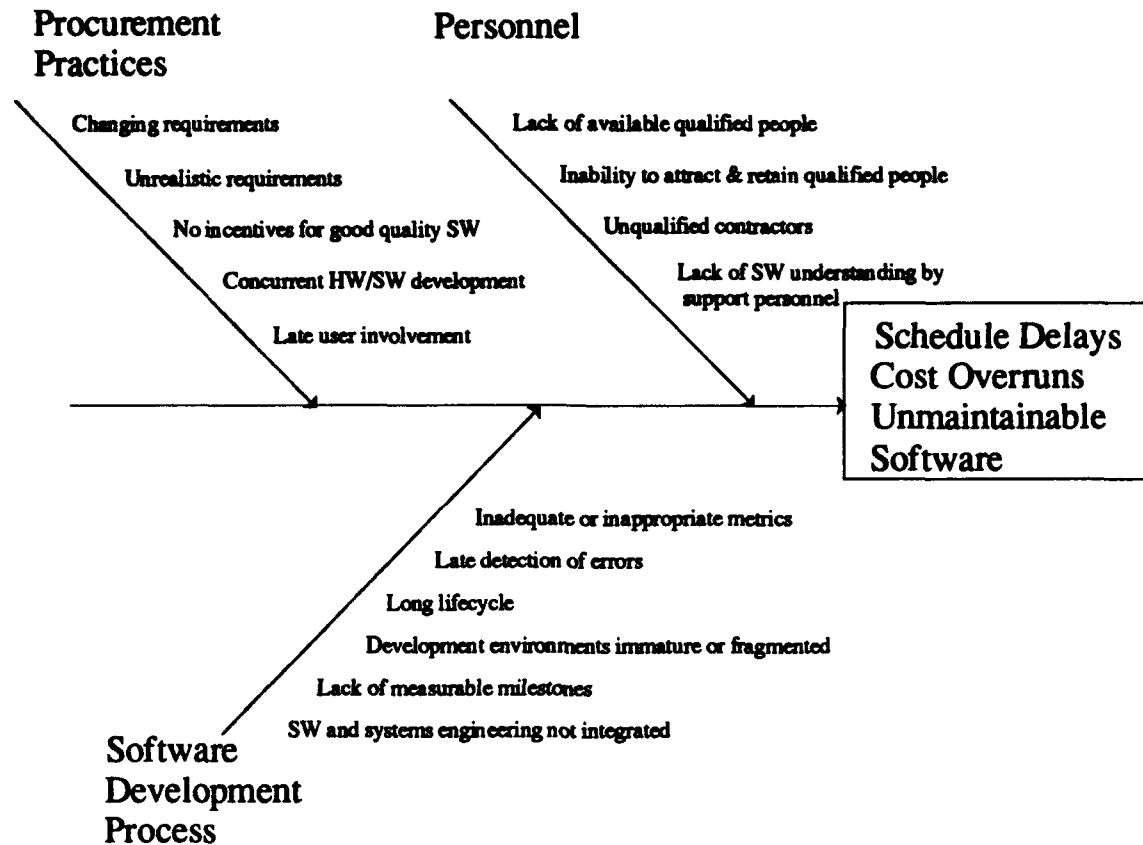 Procurement
Practices
Changing requirements
Unrealistic requirements
No incentives for good quality SW
Concurrent HW/SW development
Late user involvement
Personnel
Lack of available qualified people
Inability to attract & retain qualified people
Unqualified contractors
Lack of SW understanding by
support personnel
Schedule Delays
Cost Overruns
Unmaintainable
Software
Inadequate or inappropriate metrics
Late detection of errors
Long lifecycle
Development environments immature or fragmented
Lack of measurable milestones
SW and systems engineering not integrated
Software
Development
Process